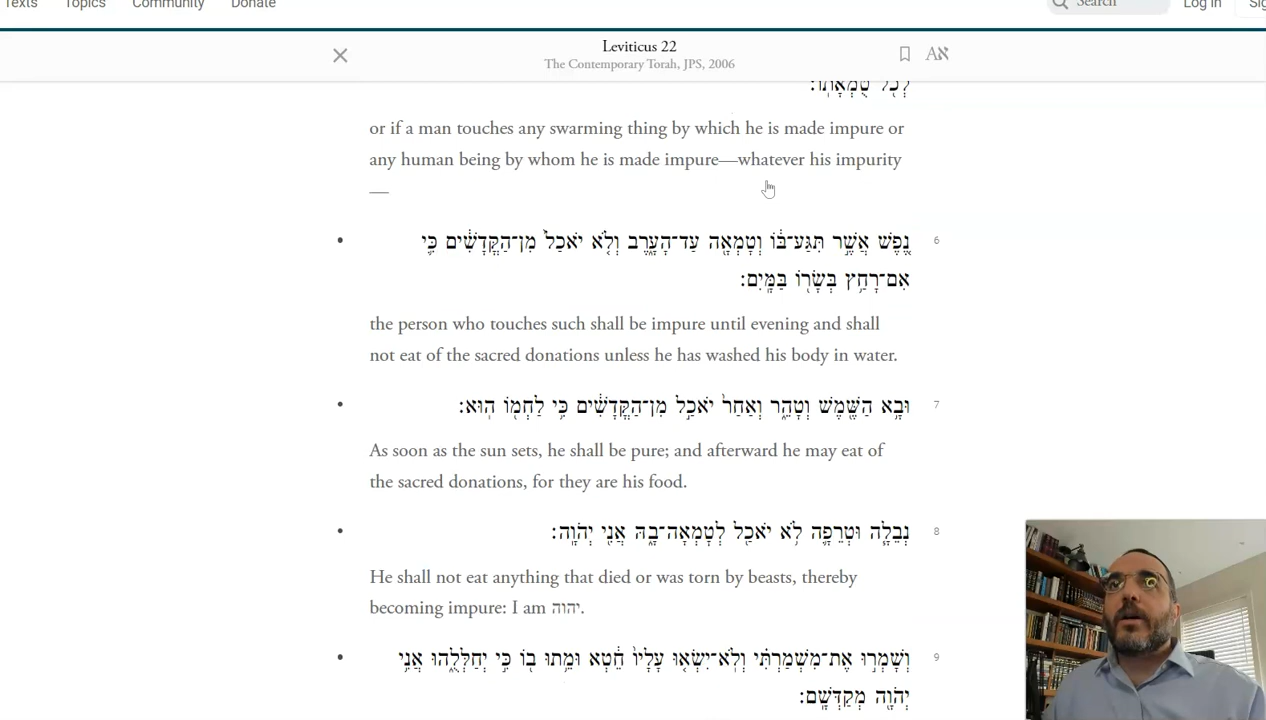 Texts Topics Community Donate Search Log In
Leviticus 22
The Contemporary Torah, JPS, 2006
לְכֹ֖ל טֻמְאָתֽוֹ׃
or if a man touches any swarming thing by which he is made impure or
any human being by whom he is made impure—whatever his impurity
—
6
נֶ֚פֶשׁ אֲשֶׁ֣ר תִּגַּע־בּ֔וֹ וְטָמְאָ֖ה עַד־הָעָ֑רֶב וְלֹ֤א יֹאכַל֙ מִן־הַקֳּדָשִׁ֔ים כִּ֛י
אִם־רָחַ֥ץ בְּשָׂר֖וֹ בַּמָּֽיִם׃
the person who touches such shall be impure until evening and shall
not eat of the sacred donations unless he has washed his body in water.
7
וּבָ֥א הַשֶּׁ֖מֶשׁ וְטָהֵ֑ר וְאַחַר֙ יֹאכַ֣ל מִן־הַקֳּדָשִׁ֔ים כִּ֥י לַחְמ֖וֹ הֽוּא׃
As soon as the sun sets, he shall be pure; and afterward he may eat of
the sacred donations, for they are his food.
8
נְבֵלָ֧ה וּטְרֵפָ֛ה לֹ֥א יֹאכַ֖ל לְטׇמְאָה־בָ֑הּ אֲנִ֖י יְהֹוָֽה׃
He shall not eat anything that died or was torn by beasts, thereby
becoming impure: I am יהוה.
9
וְשָׁמְר֣וּ אֶת־מִשְׁמַרְתִּ֗י וְלֹֽא־יִשְׂא֤וּ עָלָיו֙ חֵ֔טְא וּמֵ֥תוּ ב֖וֹ כִּ֣י יְחַלְּלֻ֑הוּ אֲנִ֥י
יְהֹוָ֖ה מְקַדְּשָֽׁם׃